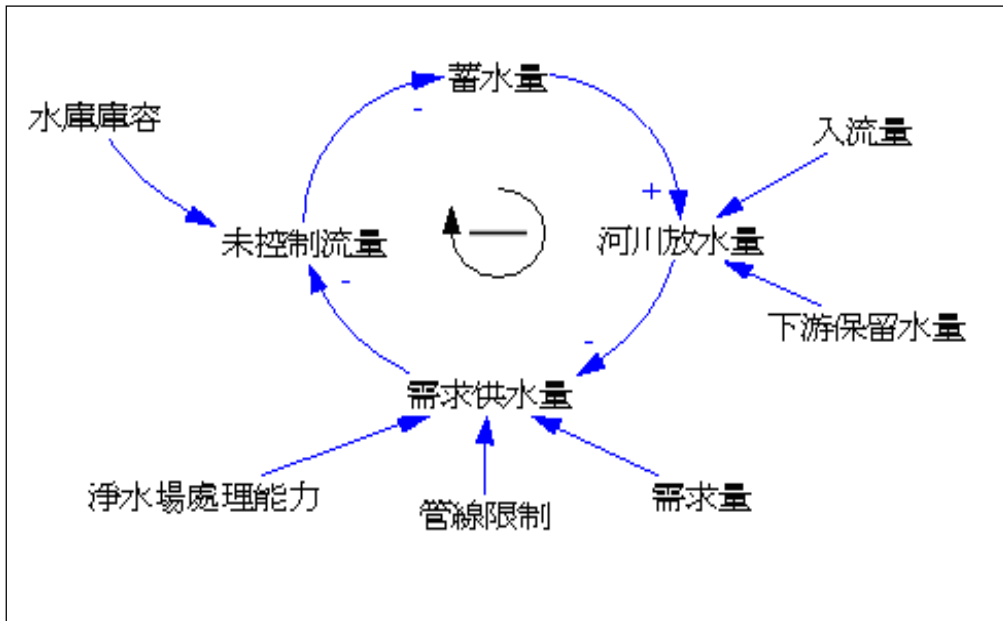 蓄水量
-
水庫庫容
入流量
+
未控制流量
河川放水量
-
下游保留水量
-
需求供水量
淨水場處理能力
管線限制
需求量